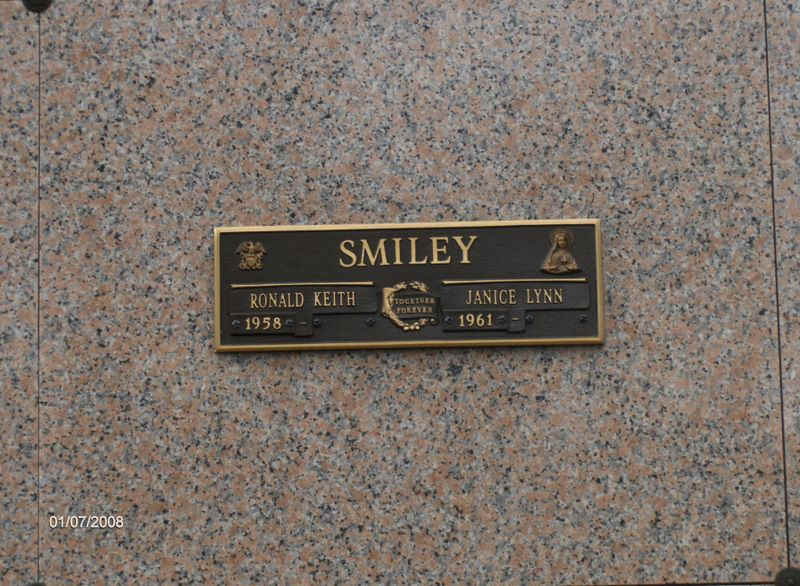 SMILEY
RONALD KEITH
1958 –
TOGETHER
FOREVER
JANICE LYNN
1961 –
01/07/2008